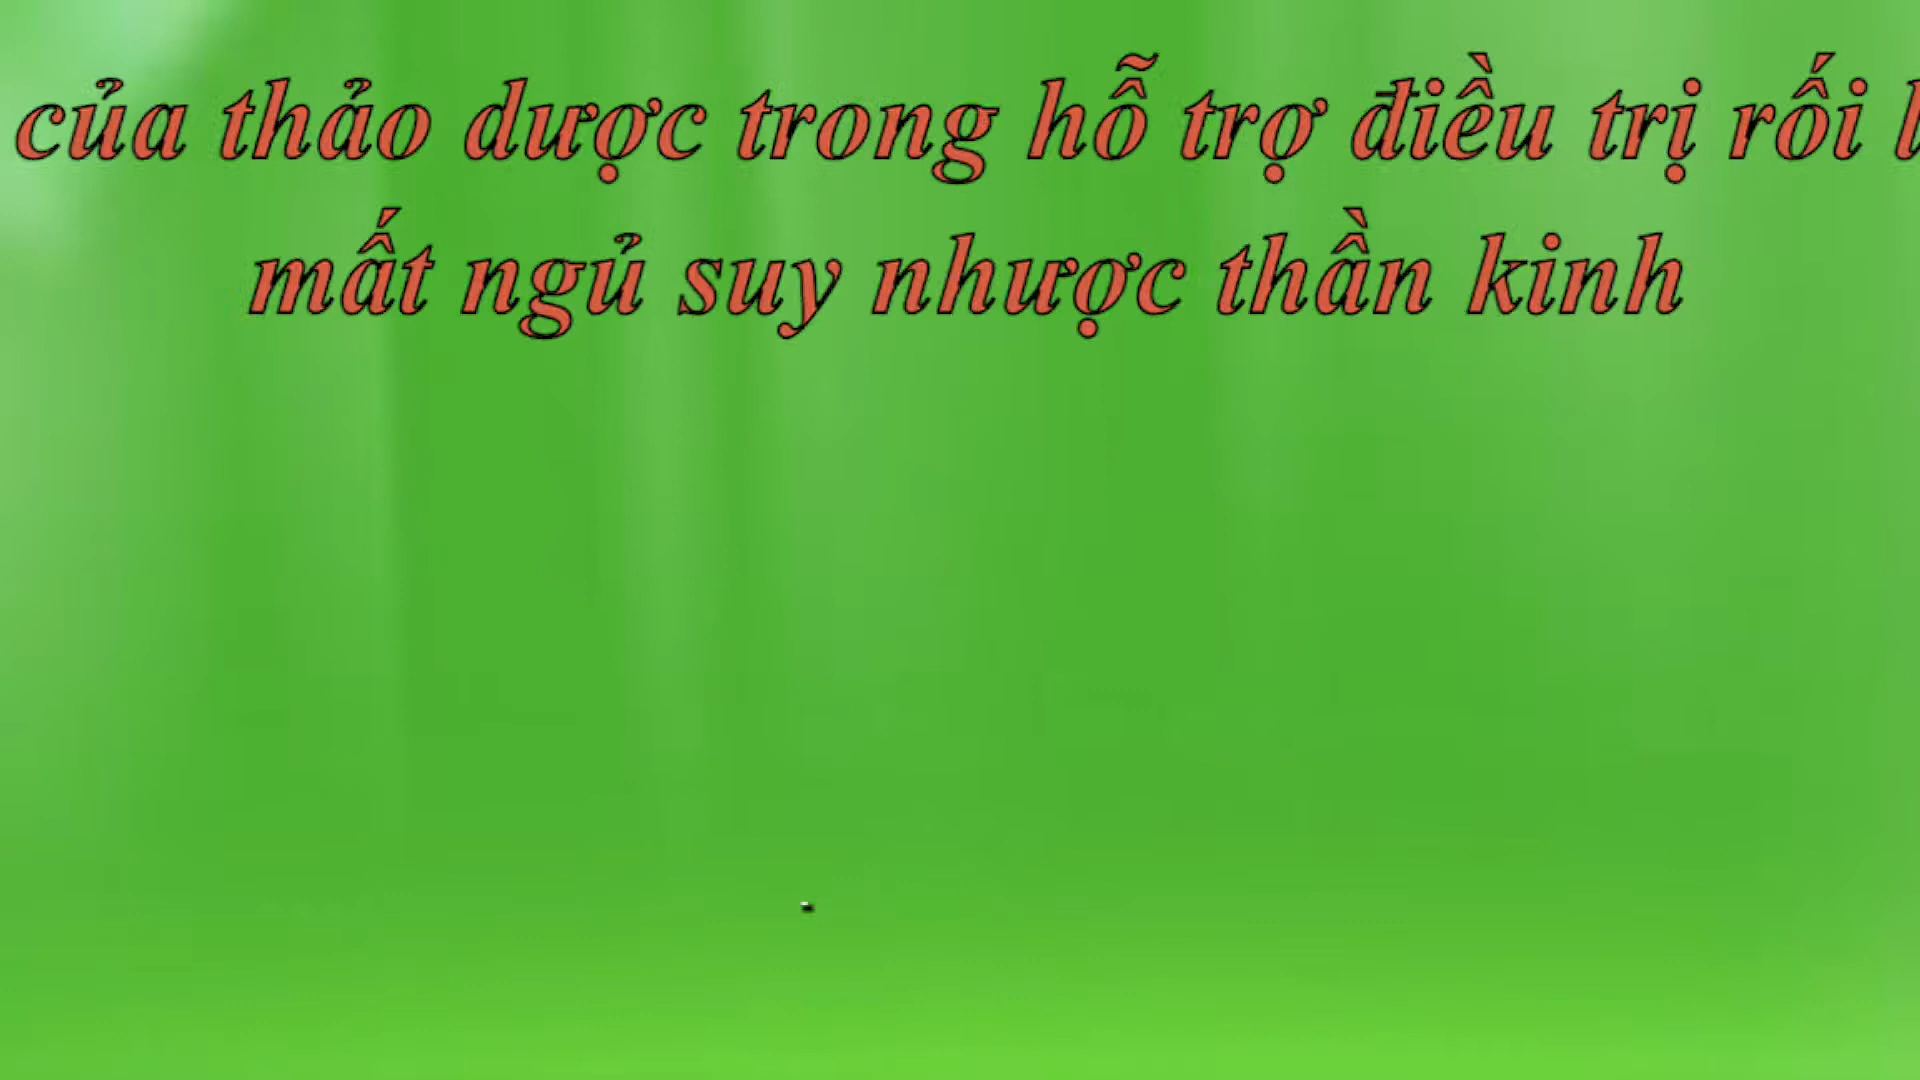 của thảo dược trong hỗ trợ điều trị rối
mất ngủ suy nhược thần kinh